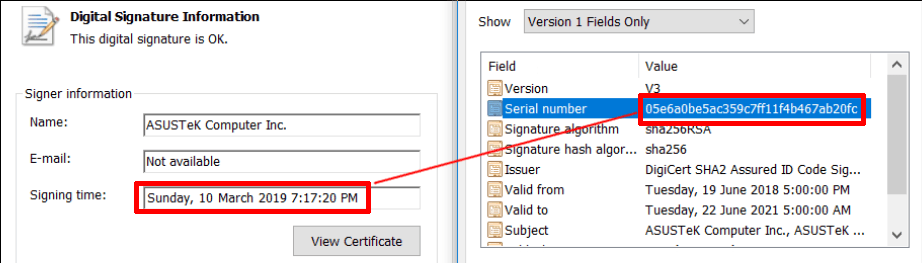 Digital Signature Information
This digital signature is OK.
Signer information
Name:
ASUSTeK Computer Inc.
E-mail:
Not available
Signing time:
Sunday, 10 March 2019 7:17:20 PM
View Certificate
Show
Version 1 Fields Only
Field Value
Version V3
Serial number 05e6a0be5ac359c7ff11f4b467ab20fc
Signature algorithm sha256RSA
Signature hash algor... sha256
Issuer DigiCert SHA2 Assured ID Code Sig...
Valid from Tuesday, 19 June 2018 5:00:00 PM
Valid to Tuesday, 22 June 2021 5:00:00 AM
Subject ASUSTeK Computer Inc., ASUSTeK ...